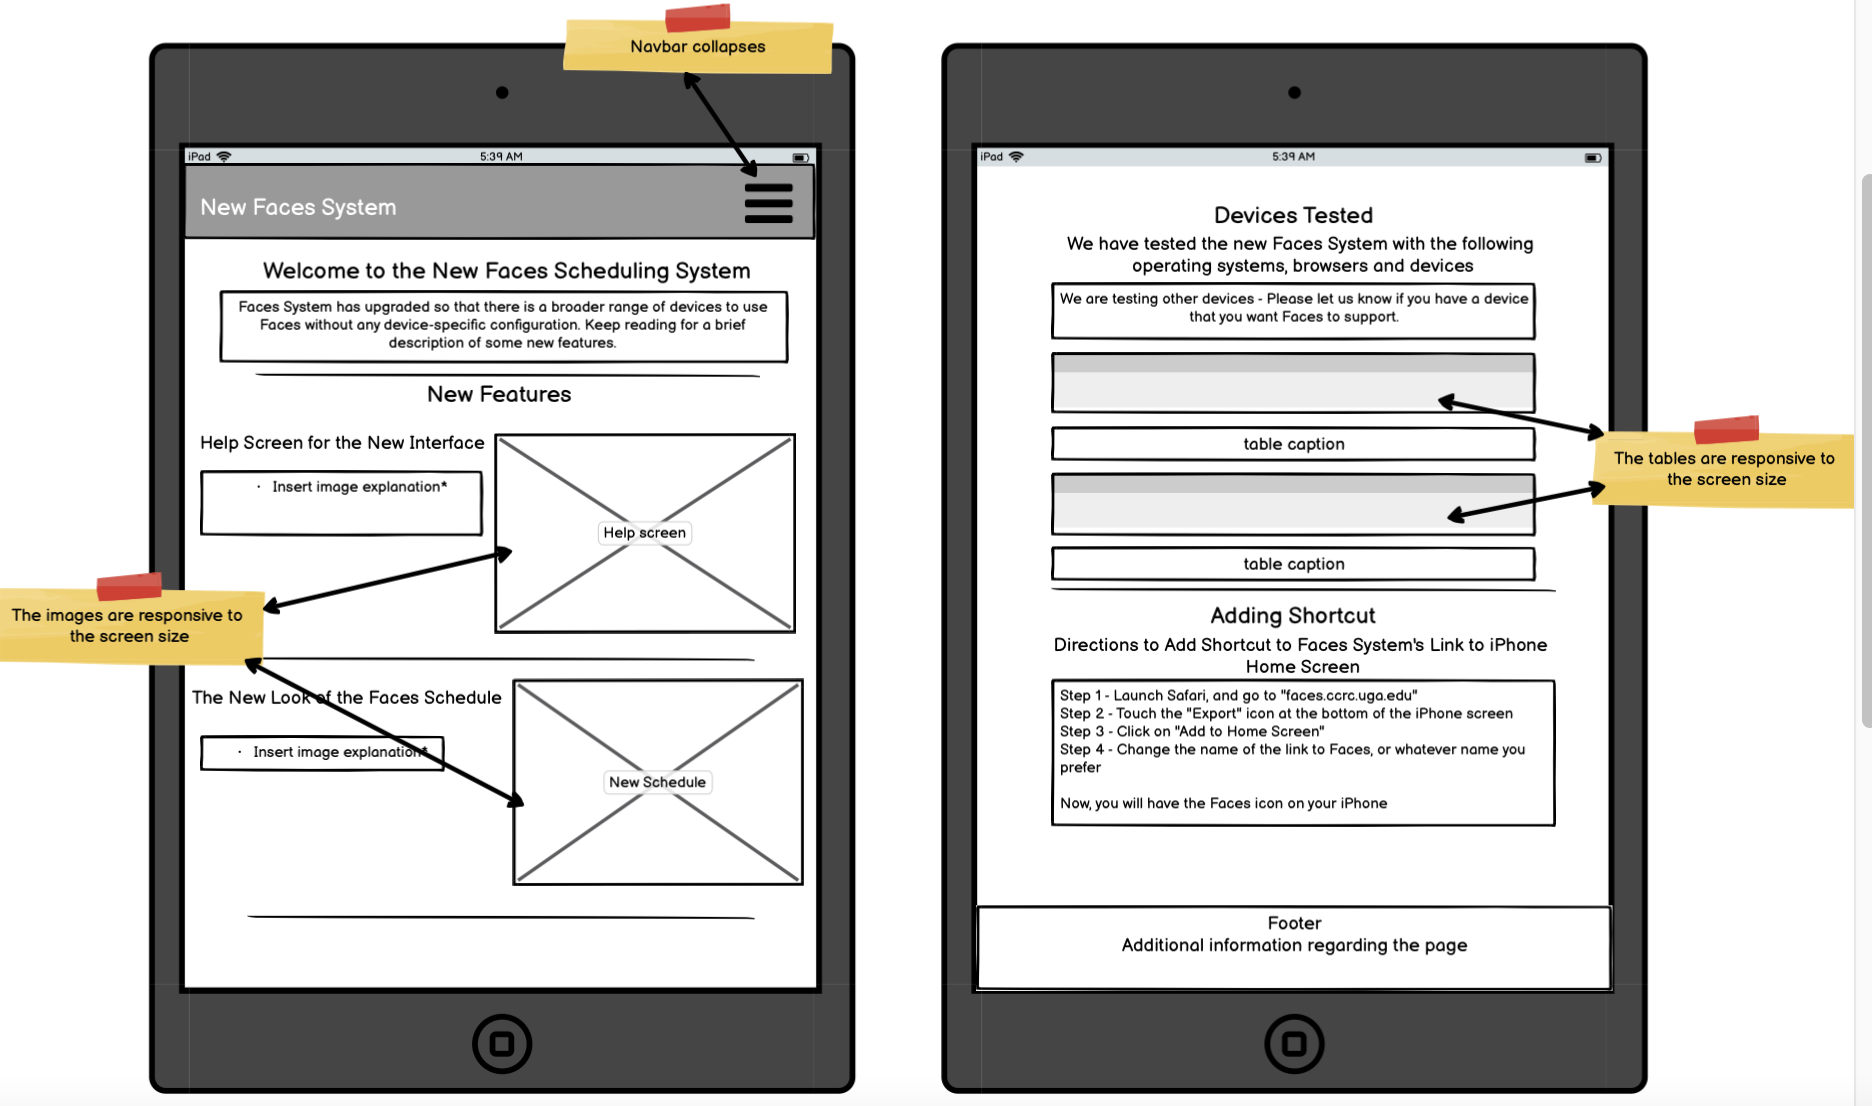 Navbar collapses
iPad
5:39 AM
New Faces System
Welcome to the New Faces Scheduling System
Faces System has upgraded so that there is a broader range of devices to use
Faces without any device-specific configuration. Keep reading for a brief
description of some new features.
New Features
Help Screen for the New Interface
· Insert image explanation*
Help screen
The images are responsive to
the screen size
The New Look of the Faces Schedule
· Insert image explanation*
New Schedule
iPad
5:39 AM
Devices Tested
We have tested the new Faces System with the following
operating systems, browsers and devices
We are testing other devices - Please let us know if you have a device
that you want Faces to support.
table caption
The tables are responsive to
the screen size
table caption
Adding Shortcut
Directions to Add Shortcut to Faces System's Link to iPhone
Home Screen
Step 1 - Launch Safari, and go to "faces.ccrc.uga.edu"
Step 2 - Touch the "Export" icon at the bottom of the iPhone screen
Step 3 - Click on "Add to Home Screen"
Step 4 - Change the name of the link to Faces, or whatever name you
prefer
Now, you will have the Faces icon on your iPhone
Footer
Additional information regarding the page